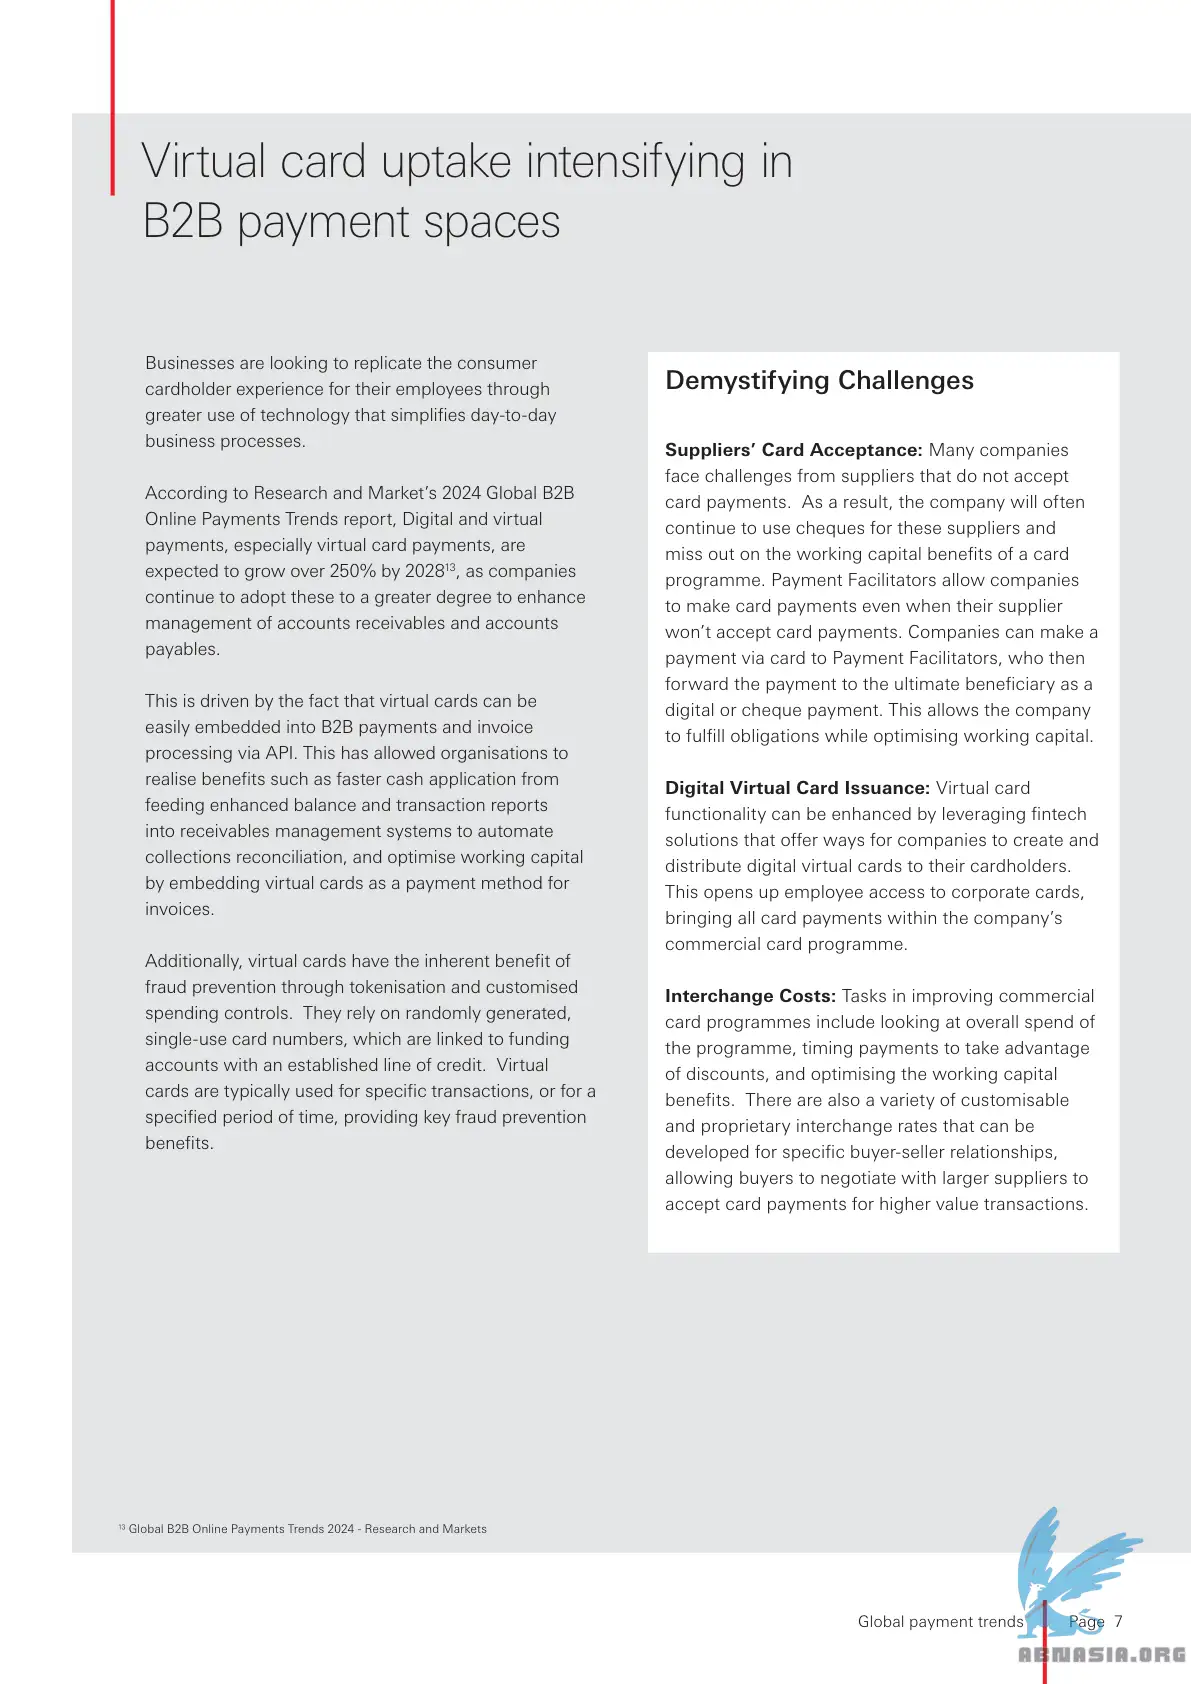 Virtual card uptake intensifying in
B2B payment spaces
Businesses are looking to replicate the consumer
cardholder experience for their employees through
greater use of technology that simplifies day-to-day
business processes.
According to Research and Market's 2024 Global B2B
Online Payments Trends report, Digital and virtual
payments, especially virtual card payments, are
expected to grow over 250% by 2028¹³, as companies
continue to adopt these to a greater degree to enhance
management of accounts receivables and accounts
payables.
This is driven by the fact that virtual cards can be
easily embedded into B2B payments and invoice
processing via API. This has allowed organisations to
realise benefits such as faster cash application from
feeding enhanced balance and transaction reports
into receivables management systems to automate
collections reconciliation, and optimise working capital
by embedding virtual cards as a payment method for
invoices.
Additionally, virtual cards have the inherent benefit of
fraud prevention through tokenisation and customised
spending controls.  They rely on randomly generated,
single-use card numbers, which are linked to funding
accounts with an established line of credit.  Virtual
cards are typically used for specific transactions, or for a
specified period of time, providing key fraud prevention
benefits.
Demystifying Challenges
Suppliers' Card Acceptance: Many companies
face challenges from suppliers that do not accept
card payments.  As a result, the company will often
continue to use cheques for these suppliers and
miss out on the working capital benefits of a card
programme. Payment Facilitators allow companies
to make card payments even when their supplier
won't accept card payments. Companies can make a
payment via card to Payment Facilitators, who then
forward the payment to the ultimate beneficiary as a
digital or cheque payment. This allows the company
to fulfill obligations while optimising working capital.
Digital Virtual Card Issuance: Virtual card
functionality can be enhanced by leveraging fintech
solutions that offer ways for companies to create and
distribute digital virtual cards to their cardholders.
This opens up employee access to corporate cards,
bringing all card payments within the company's
commercial card programme.
Interchange Costs: Tasks in improving commercial
card programmes include looking at overall spend of
the programme, timing payments to take advantage
of discounts, and optimising the working capital
benefits.  There are also a variety of customisable
and proprietary interchange rates that can be
developed for specific buyer-seller relationships,
allowing buyers to negotiate with larger suppliers to
accept card payments for higher value transactions.
¹³ Global B2B Online Payments Trends 2024 - Research and Markets
Global payment trends
Page 7
ABNASIA.ORG